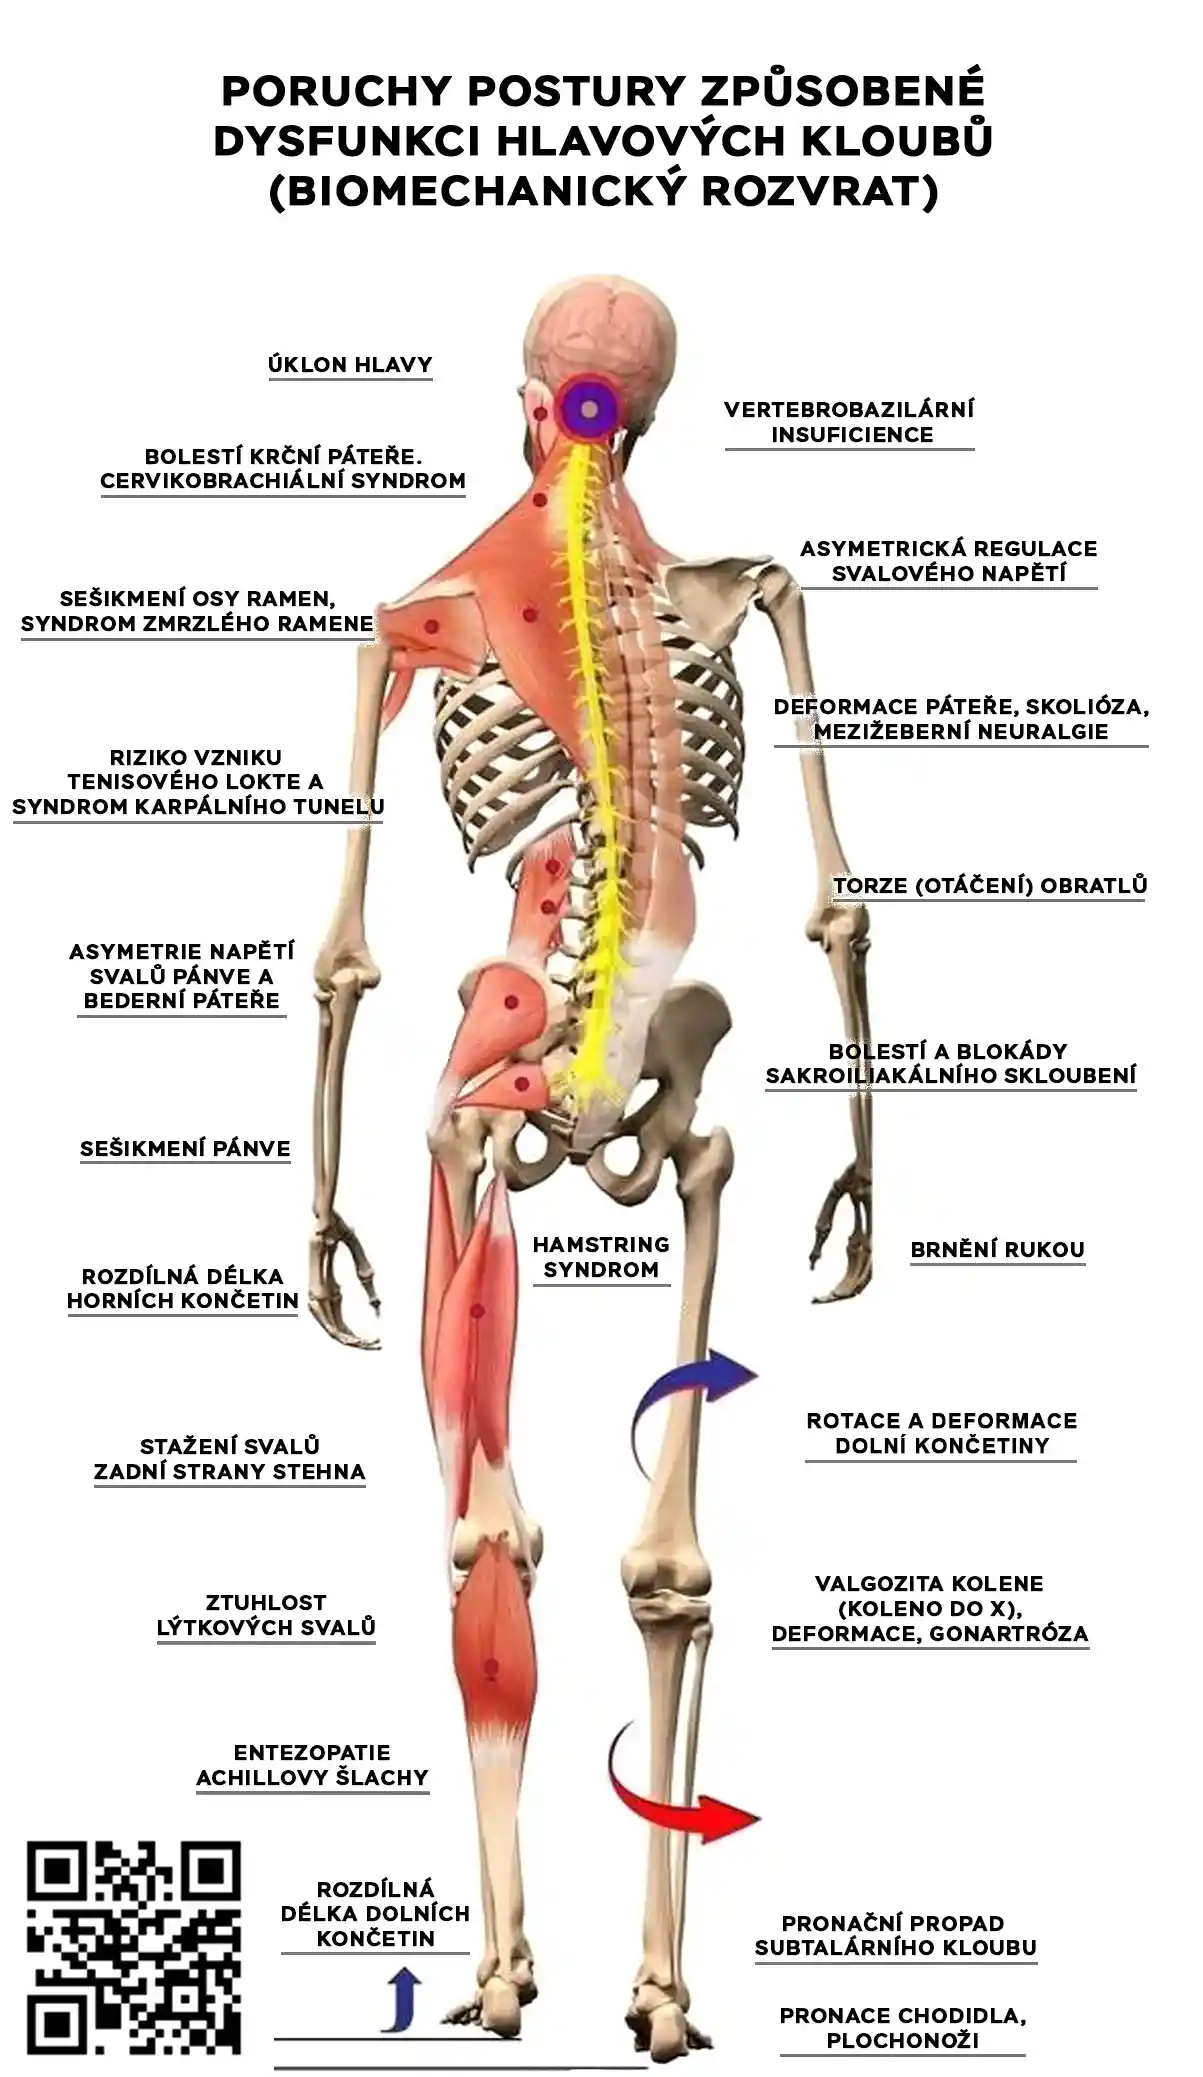 PORUCHY POSTURY ZPŮSOBENÉ
DYSFUNKCI HLAVOVÝCH KLOUBŮ
(BIOMECHANICKÝ ROZVRAT)
ÚKLON HLAVY
VERTEBROBAZILÁRNÍ
INSUFICIENCE
BOLESTÍ KRČNÍ PÁTEŘE.
CERVIKOBRACHIÁLNÍ SYNDROM
ASYMETRICKÁ REGULACE
SVALOVÉHO NAPĚTÍ
SEŠIKMENÍ OSY RAMEN,
SYNDROM ZMRZLÉHO RAMENE
DEFORMACE PÁTEŘE, SKOLIÓZA,
MEZIŽEBERNÍ NEURALGIE
RIZIKO VZNIKU
TENISOVÉHO LOKTE A
SYNDROM KARPÁLNÍHO TUNELU
TORZE (OTÁČENÍ) OBRATLŮ
ASYMETRIE NAPĚTÍ
SVALŮ PÁNVE A
BEDERNÍ PÁTEŘE
BOLESTÍ A BLOKÁDY
SAKROILIAKÁLNÍHO SKLOUBENÍ
SEŠIKMENÍ PÁNVE
HAMSTRING
SYNDROM
BRNĚNÍ RUKOU
ROZDÍLNÁ DÉLKA
HORNÍCH KONČETIN
ROTACE A DEFORMACE
DOLNÍ KONČETINY
STAŽENÍ SVALŮ
ZADNÍ STRANY STEHNA
VALGOZITA KOLENE
(KOLENO DO X),
DEFORMACE, GONARTRÓZA
ZTUHLOST
LÝTKOVÝCH SVALŮ
ENTEZOPATIE
ACHILLOVY ŠLACHY
ROZDÍLNÁ
DÉLKA DOLNÍCH
KONČETIN
PRONAČNÍ PROPAD
SUBTALÁRNÍHO KLOUBU
PRONACE CHODIDLA,
PLOCHONOŽI